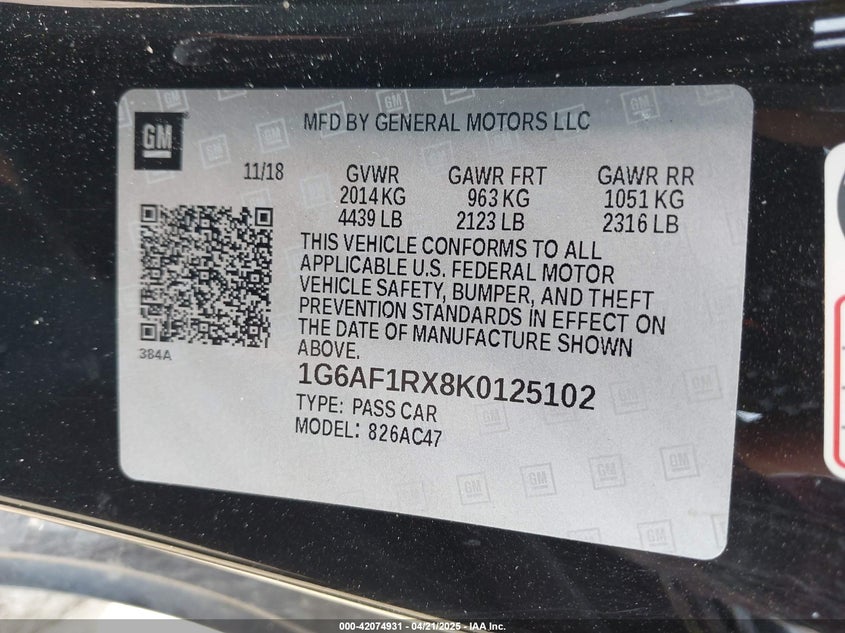 GM
MFD BY GENERAL MOTORS LLC
11/18
GVWR GAWR FRT GAWR RR
2014 KG 963 KG 1051 KG
4439 LB 2123 LB 2316 LB
THIS VEHICLE CONFORMS TO ALL
APPLICABLE U.S. FEDERAL MOTOR
VEHICLE SAFETY, BUMPER, AND THEFT
PREVENTION STANDARDS IN EFFECT ON
THE DATE OF MANUFACTURE SHOWN
ABOVE.
384A
1G6AF1RX8K0125102
TYPE: PASS CAR
MODEL: 826AC47
000-42074931 - 04/21/2025 - IAA Inc.